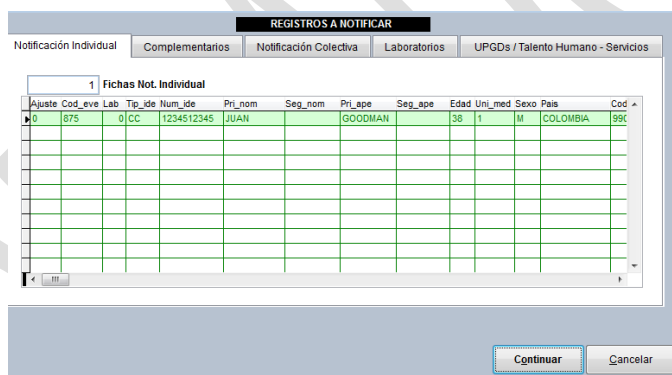 REGISTROS A NOTIFICAR
Notificación Individual Complementarios Notificación Colectiva Laboratorios UPGDs / Talento Humano - Servicios
1 Fichas Not. Individual
Ajuste Cod_eve Lab Tip_ide Num_ide Pri_nom Seg_nom Pri_ape Seg_ape Edad Uni_med Sexo Pais Cod
0 875 0 CC 1234512345 JUAN GOODMAN 38 1 M COLOMBIA 990
Continuar Cancelar